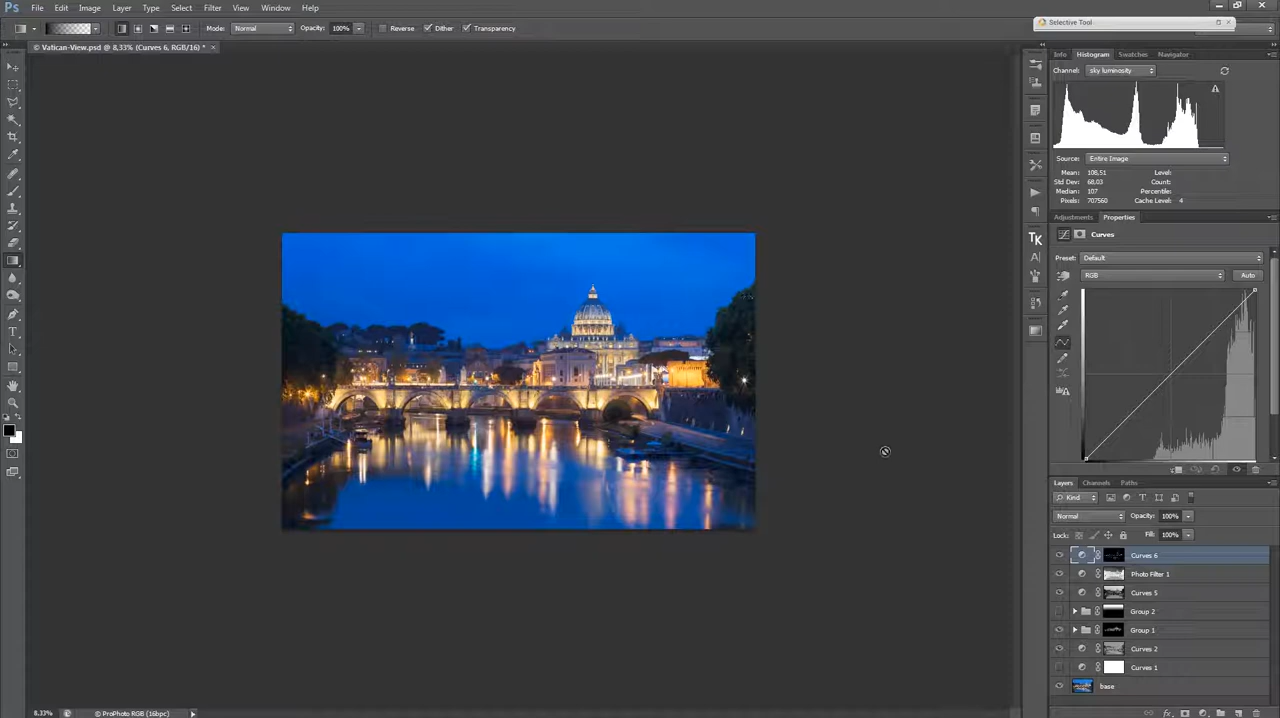 Ps File Edit Image Layer Type Select Filter View Window Help
Mode: Normal Opacity: 100% Reverse Dither Transparency
Selective Tool
© Vatican-View.psd @ 8,33% (Curves 6, RGB/16) * ×
Info Histogram Swatches Navigator
Channel: sky luminosity
Source: Entire Image
Mean: 108,51 Level:
Std Dev: 68,03 Count:
Median: 107 Percentile:
Pixels: 707560 Cache Level: 4
Adjustments Properties
Curves
Preset: Default
RGB Auto
TK
A
Layers Channels Paths
Kind
Normal Opacity: 100%
Lock: Fill: 100%
Curves 6
Photo Filter 1
Curves 5
Group 2
Group 1
Curves 2
Curves 1
base
8,33% © ProPhoto RGB (16bpc)
fx